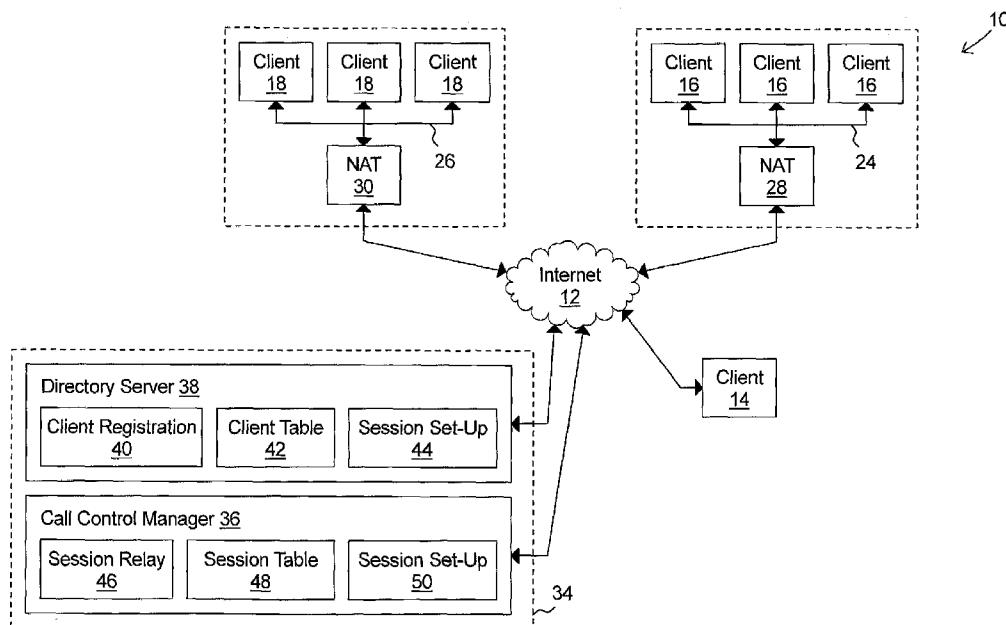 10
Client Client Client
18 18 18
26
NAT
30
Client Client Client
16 16 16
24
NAT
28
Internet
12
Client
14
Directory Server 38
Client Registration
40
Client Table
42
Session Set-Up
44
Call Control Manager 36
Session Relay
46
Session Table
48
Session Set-Up
50
34